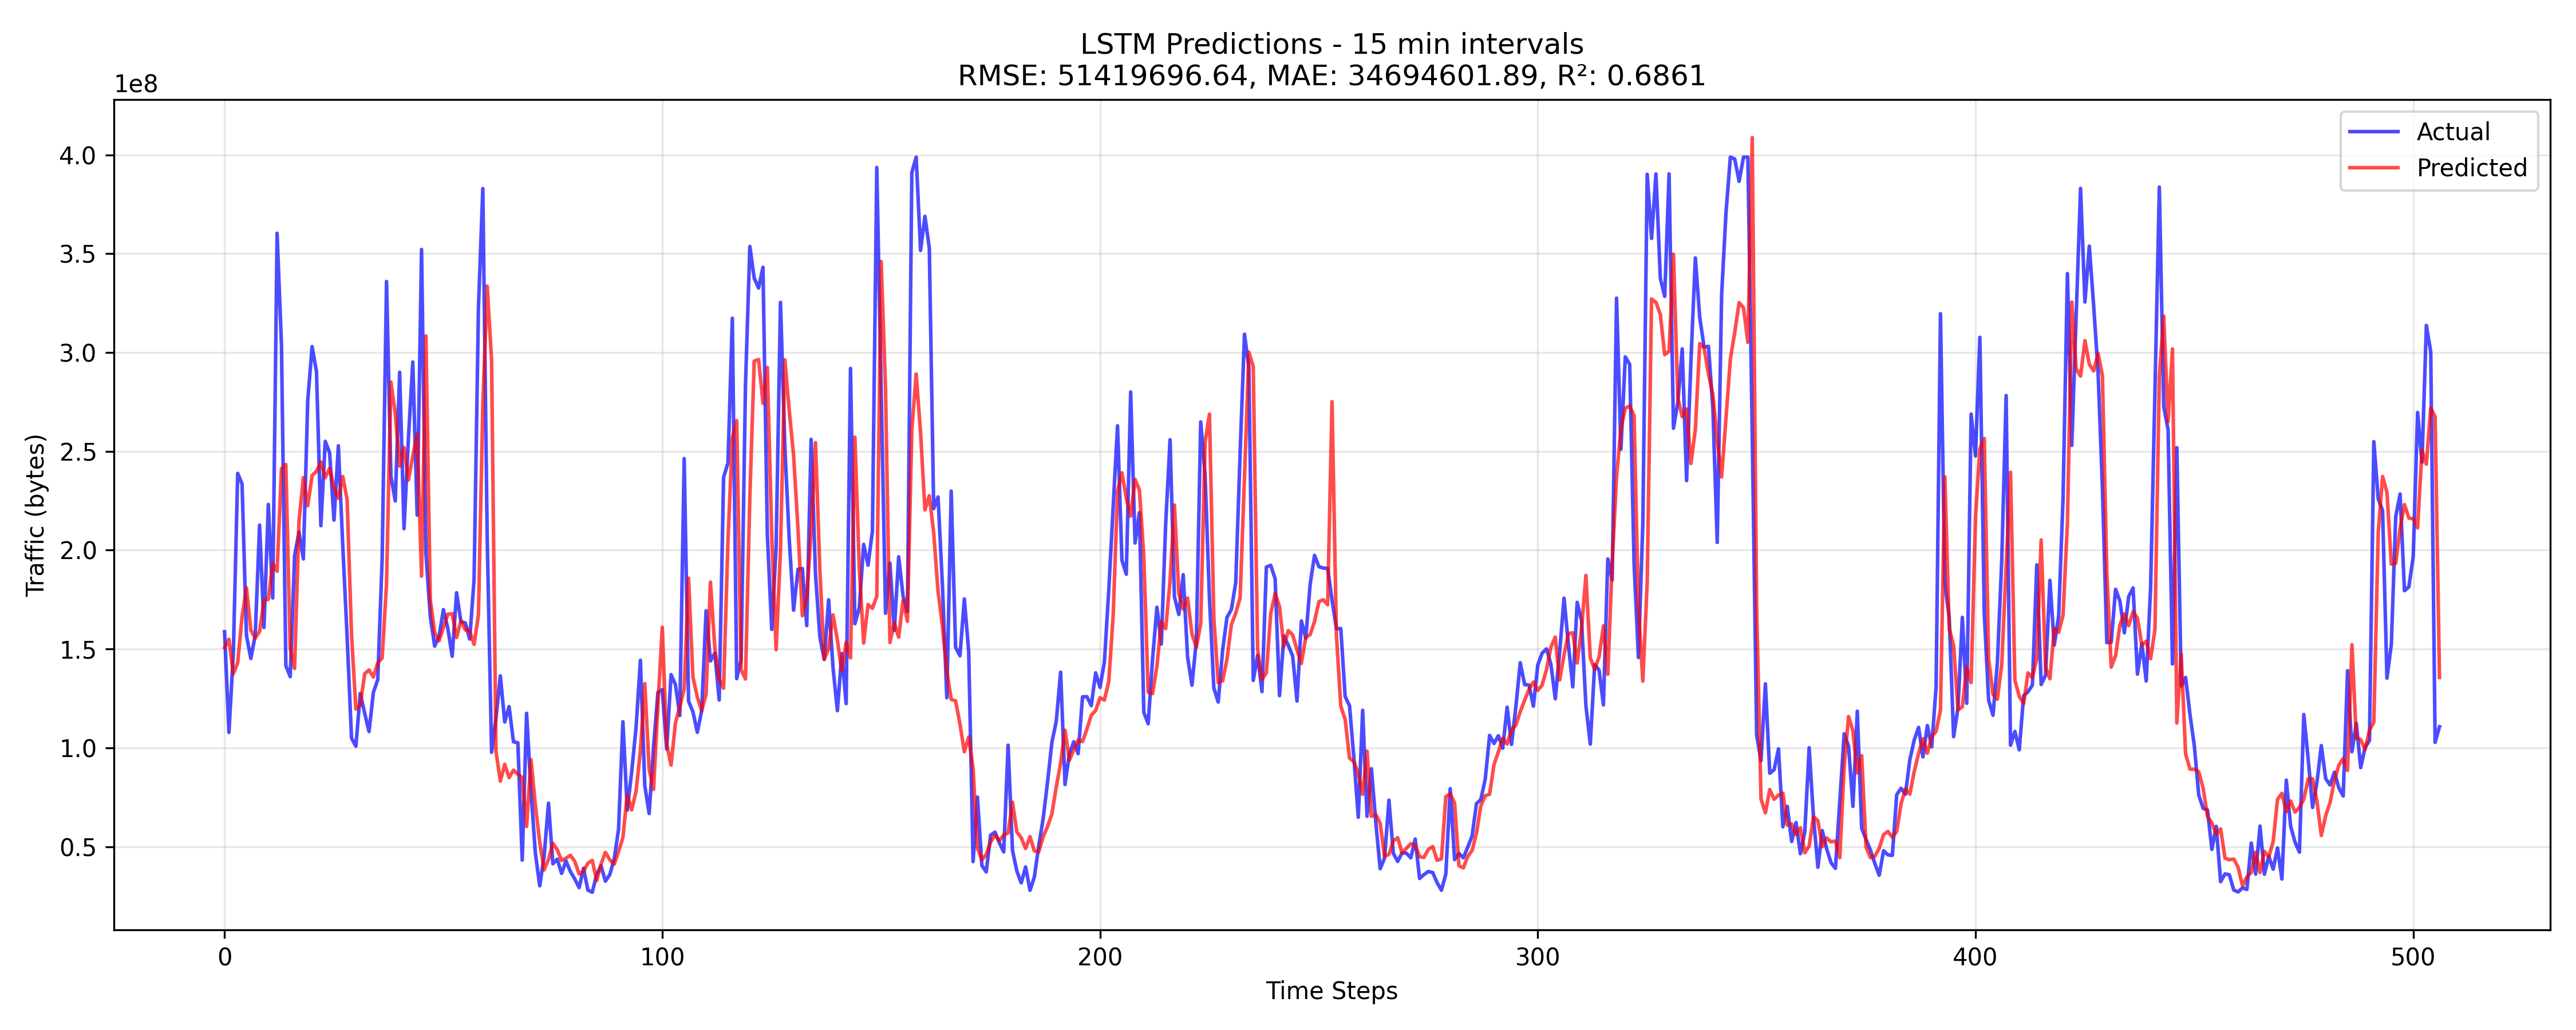 LSTM Predictions - 15 min intervals
RMSE: 51419696.64, MAE: 34694601.89, R²: 0.6861
1e8
Actual
Predicted
4.0
3.5
3.0
2.5
2.0
1.5
1.0
0.5
Traffic (bytes)
0 100 200 300 400 500
Time Steps